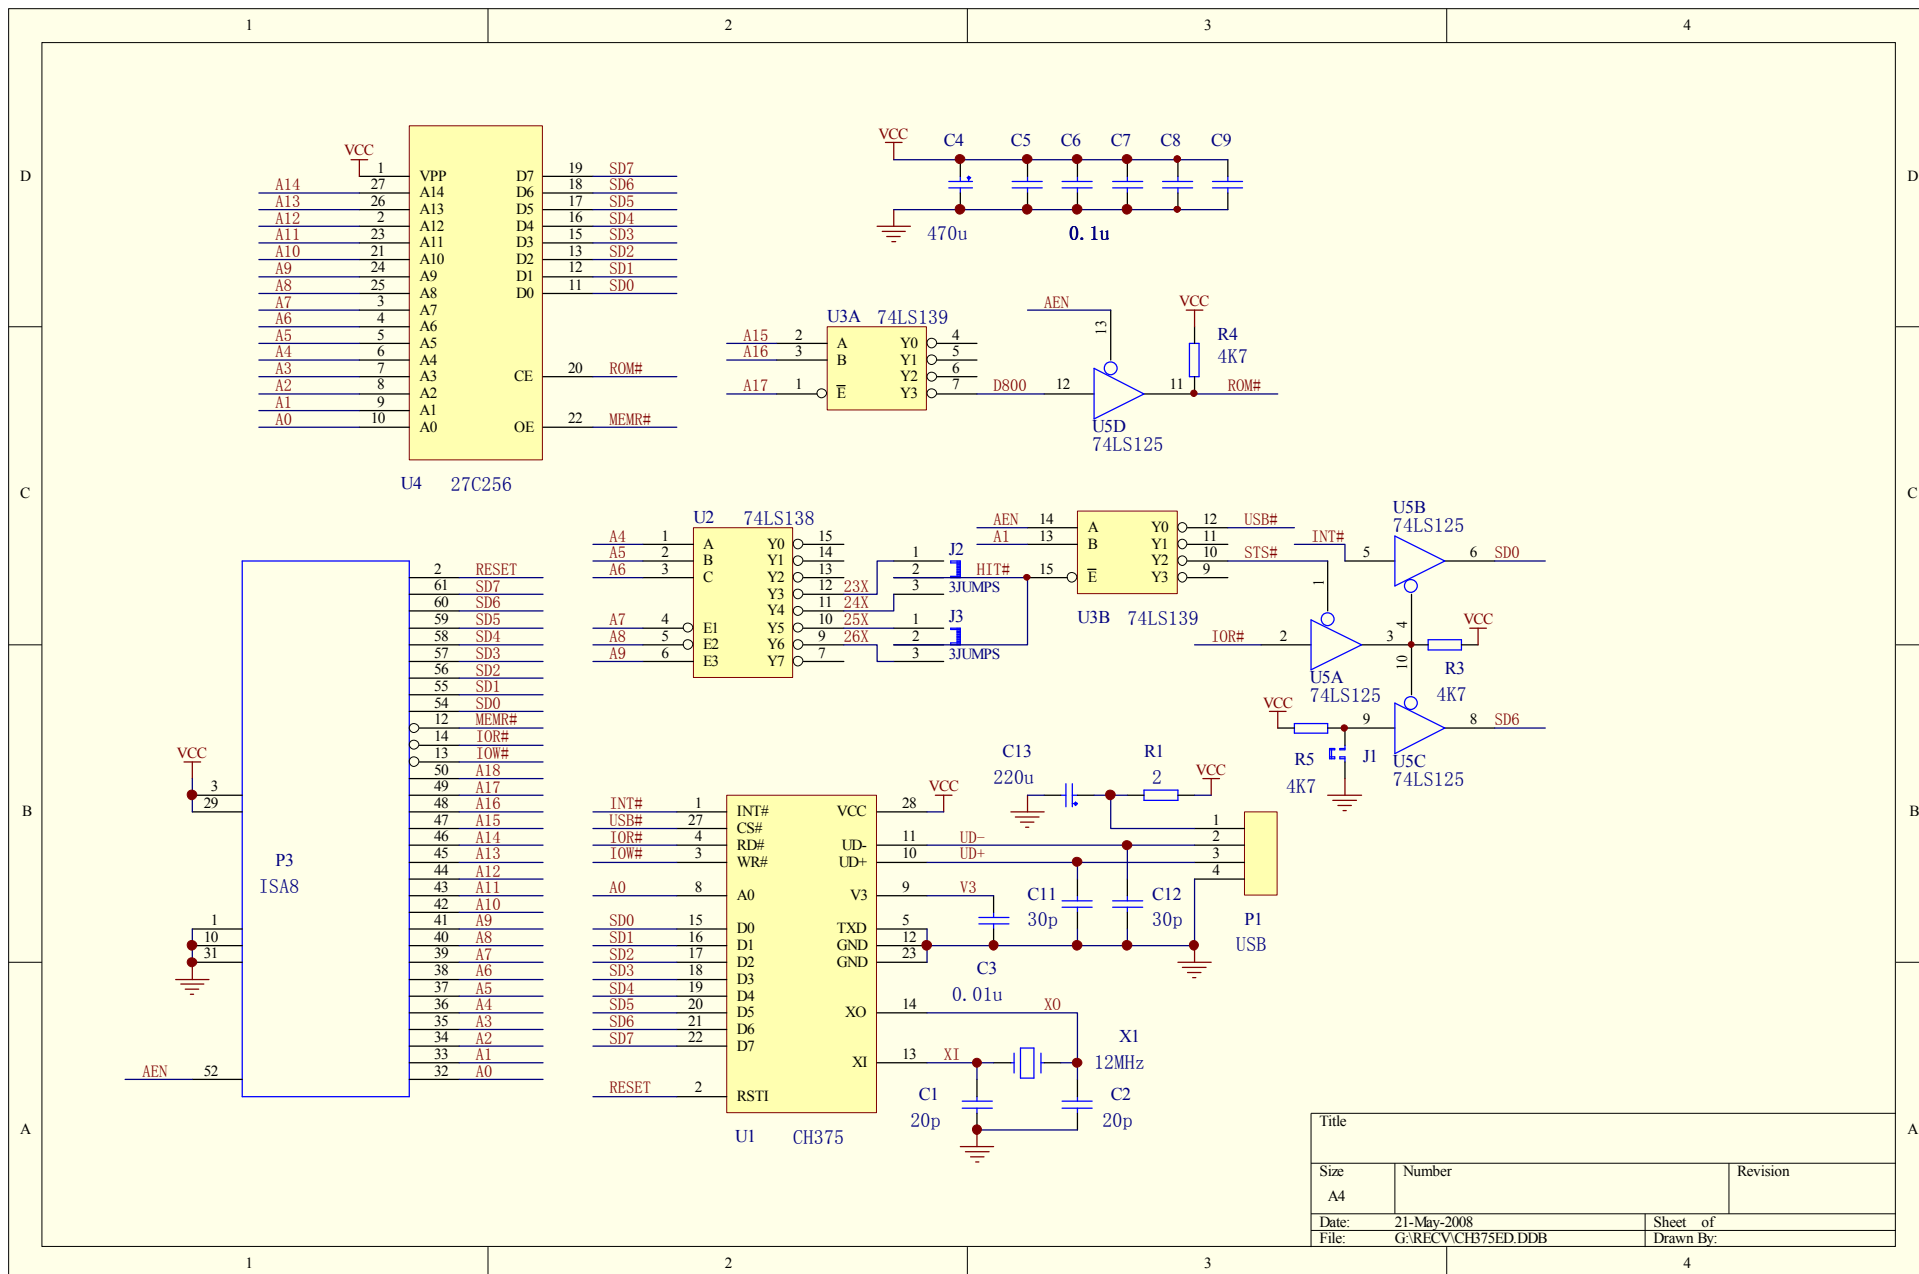 1 2 3 4
D D
C C
B B
A A
1 2 3 4
VCC
1 VPP D7 19 SD7
A14 27 A14 D6 18 SD6
A13 26 A13 D5 17 SD5
A12 2 A12 D4 16 SD4
A11 23 A11 D3 15 SD3
A10 21 A10 D2 13 SD2
A9 24 A9 D1 12 SD1
A8 25 A8 D0 11 SD0
A7 3 A7
A6 4 A6
A5 5 A5
A4 6 A4
A3 7 A3 CE 20 ROM#
A2 8 A2
A1 9 A1
A0 10 A0 OE 22 MEMR#
U4 27C256
VCC C4 C5 C6 C7 C8 C9
470u 0.1u
U3A 74LS139
A15 2 A Y0 4
A16 3 B Y1 5
Y2 6
A17 1 E Y3 7 D800 12
AEN 13
VCC
R4
4K7
11 ROM#
U5D
74LS125
U2 74LS138
A4 1 A Y0 15
A5 2 B Y1 14
A6 3 C Y2 13
Y3 12 23X
Y4 11 24X
A7 4 E1 Y5 10 25X
A8 5 E2 Y6 9 26X
A9 6 E3 Y7 7
1 J2
2 HIT#
3 3JUMPS
1 J3
2
3 3JUMPS
AEN 14 A Y0 12 USB#
A1 13 B Y1 11
Y2 10 STS#
15 E Y3 9
U3B 74LS139
U5B
74LS125
INT# 5 6 SD0
1
4
VCC
IOR# 2 3
10
R3
4K7
U5A
74LS125
VCC
9 8 SD6
R5
4K7
J1
U5C
74LS125
2 RESET
61 SD7
60 SD6
59 SD5
58 SD4
57 SD3
56 SD2
55 SD1
54 SD0
12 MEMR#
14 IOR#
13 IOW#
50 A18
49 A17
48 A16
47 A15
46 A14
45 A13
44 A12
43 A11
42 A10
41 A9
40 A8
39 A7
38 A6
37 A5
36 A4
35 A3
34 A2
33 A1
32 A0
VCC
3
29
P3
ISA8
1
10
31
AEN 52
INT# 1 INT# VCC 28 VCC
USB# 27 CS#
IOR# 4 RD# UD- 11 UD-
IOW# 3 WR# UD+ 10 UD+
A0 8 A0 V3 9 V3
SD0 15 D0 TXD 5
SD1 16 D1 GND 12
SD2 17 D2 GND 23
SD3 18 D3
SD4 19 D4
SD5 20 D5 XO 14 XO
SD6 21 D6
SD7 22 D7
XI 13 XI
RESET 2 RSTI
U1 CH375
C13
220u
R1
2
VCC
1
2
3
4
P1
USB
C11
30p
C12
30p
C3
0.01u
X1
12MHz
C1
20p
C2
20p
Title
Size Number Revision
A4
Date: 21-May-2008 Sheet of
File: G:\RECV\CH375ED.DDB Drawn By: